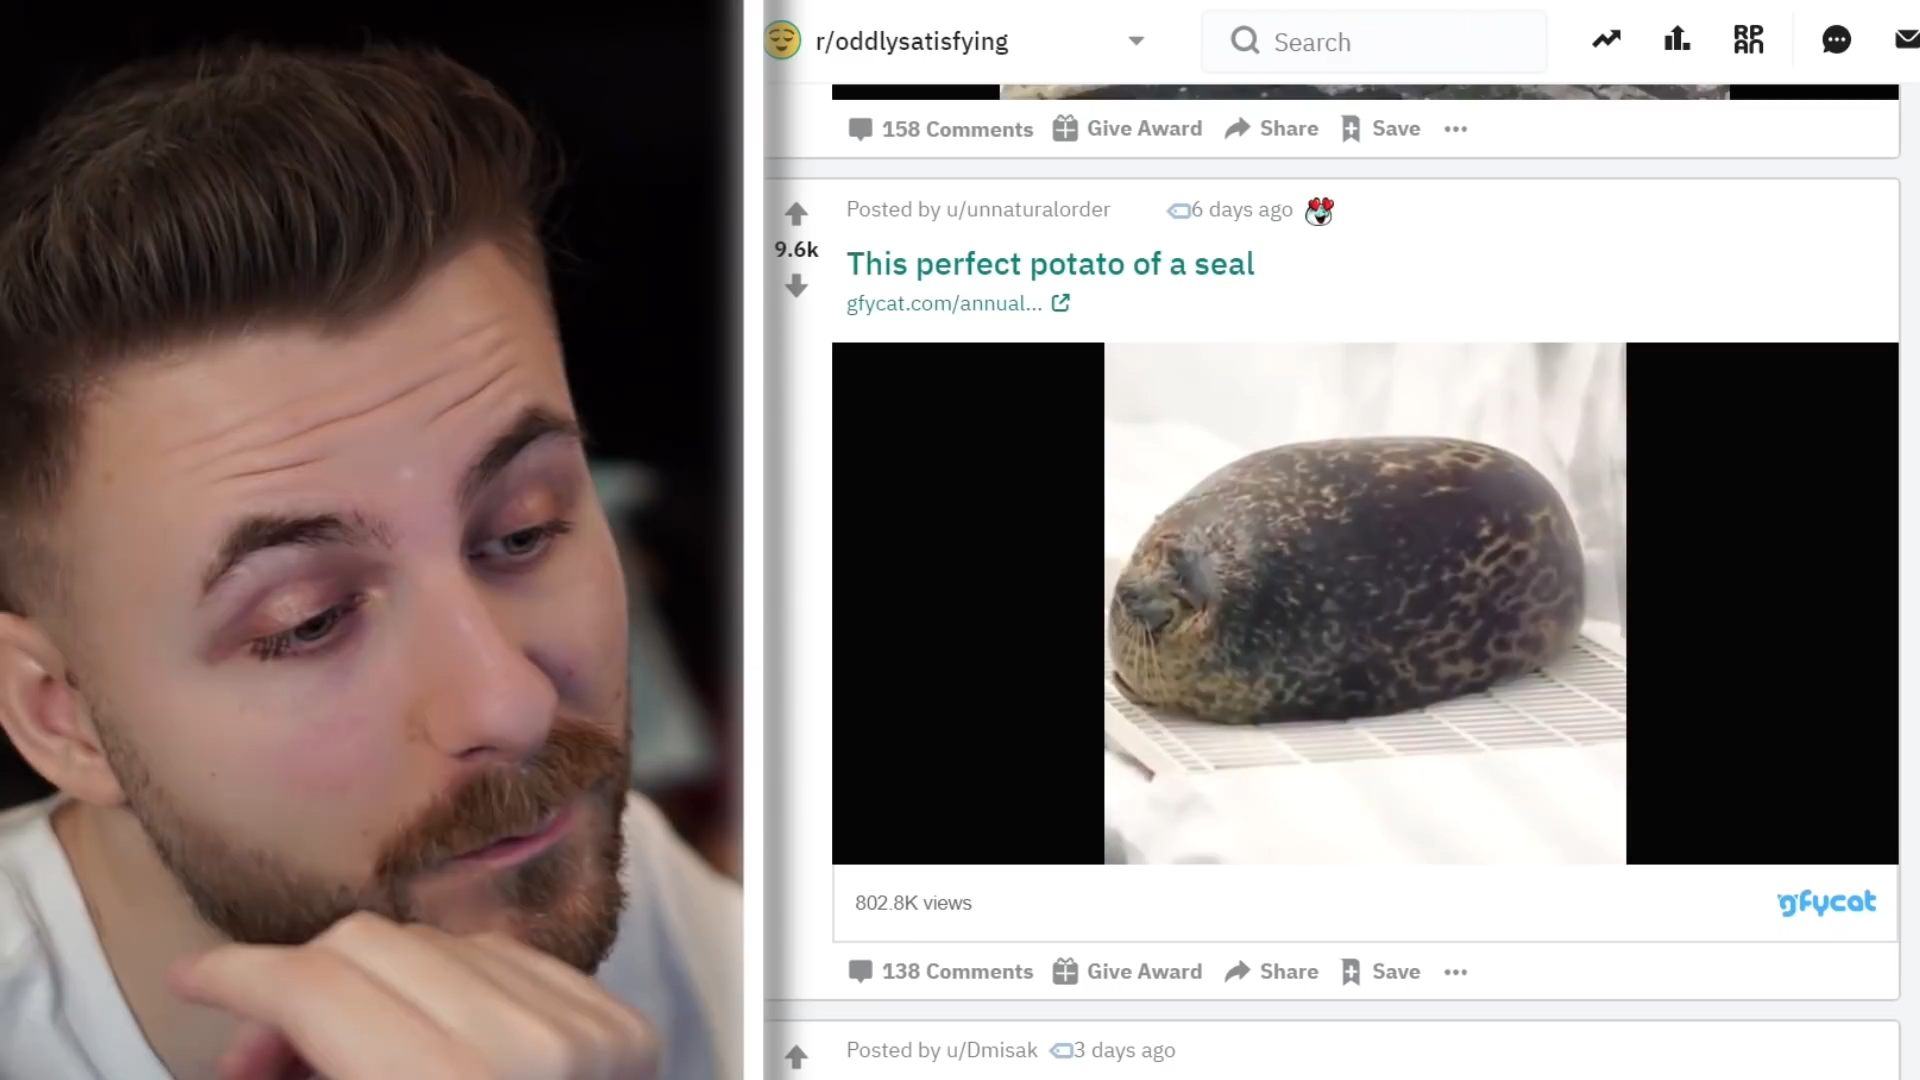 r/oddlysatisfying
Search
RPAN
158 Comments Give Award Share Save
Posted by u/unnaturalorder 6 days ago
9.6k
This perfect potato of a seal
gfycat.com/annual...
802.8K views
gfycat
138 Comments Give Award Share Save
Posted by u/Dmisak 3 days ago